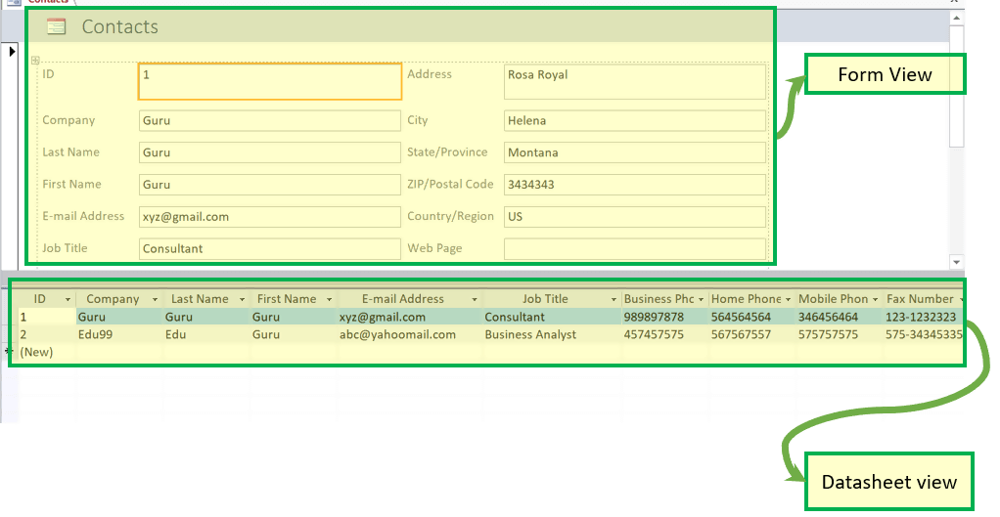 Contacts
Contacts
Form View
ID 1 Address Rosa Royal
Company Guru City Helena
Last Name Guru State/Province Montana
First Name Guru ZIP/Postal Code 3434343
E-mail Address xyz@gmail.com Country/Region US
Job Title Consultant Web Page
ID Company Last Name First Name E-mail Address Job Title Business Phc Home Phone Mobile Phon Fax Number
1 Guru Guru Guru xyz@gmail.com Consultant 989897878 564564564 346456464 123-1232323
2 Edu99 Edu Guru abc@yahoomail.com Business Analyst 457457575 567567557 575757575 575-34345335
* (New)
Datasheet view